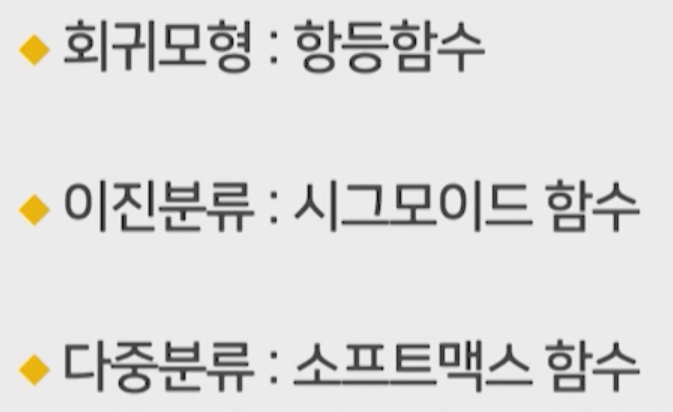 회귀모형 : 항등함수
이진분류 : 시그모이드 함수
다중분류 : 소프트맥스 함수